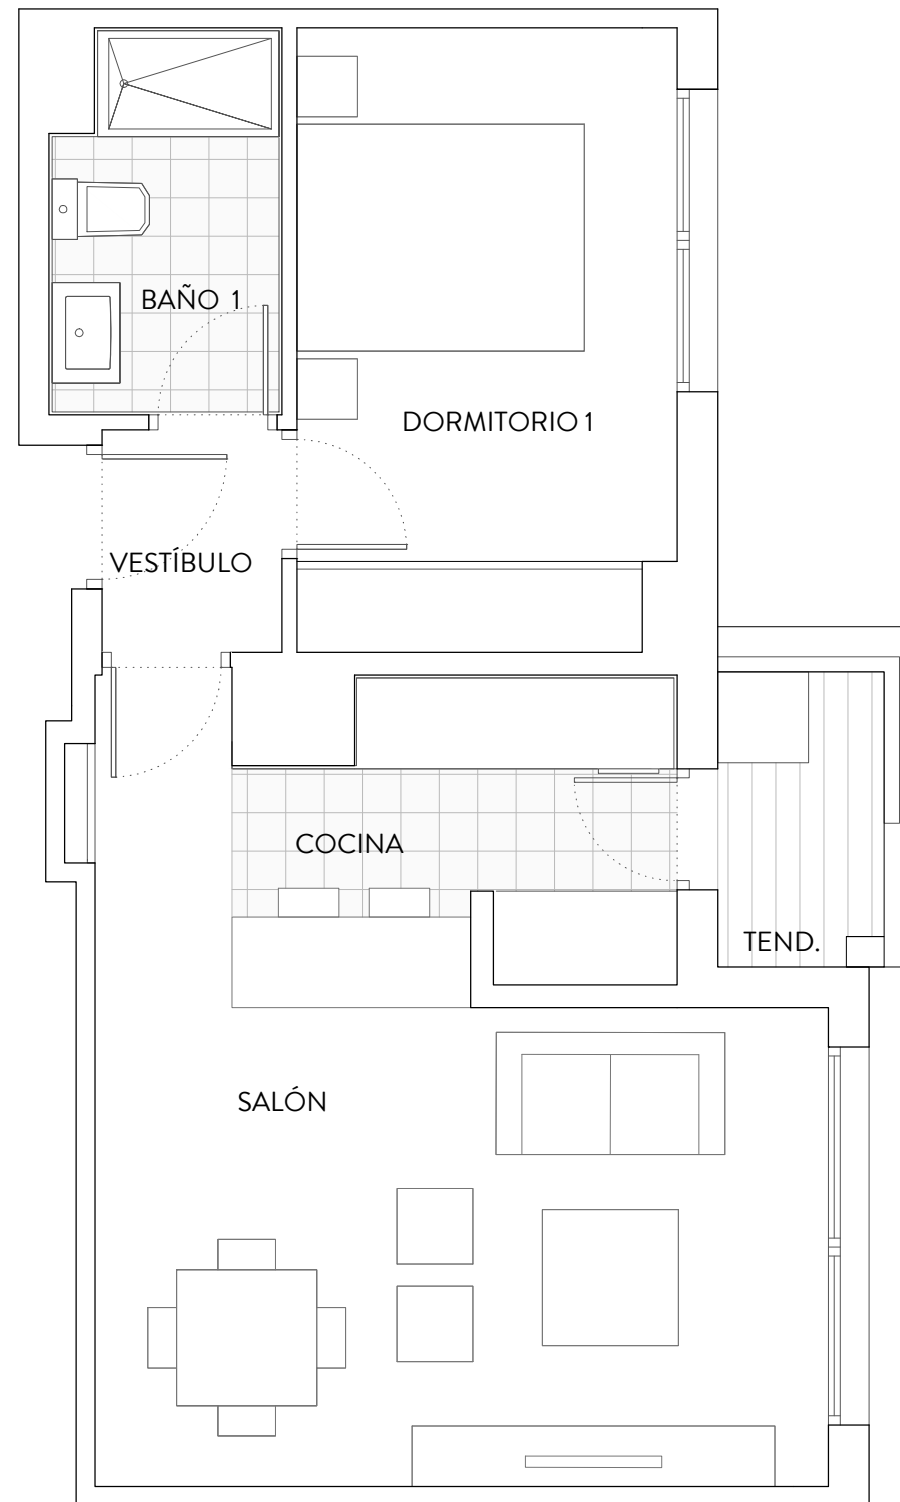 BAÑO 1
DORMITORIO 1
VESTÍBULO
COCINA
TEND.
SALÓN